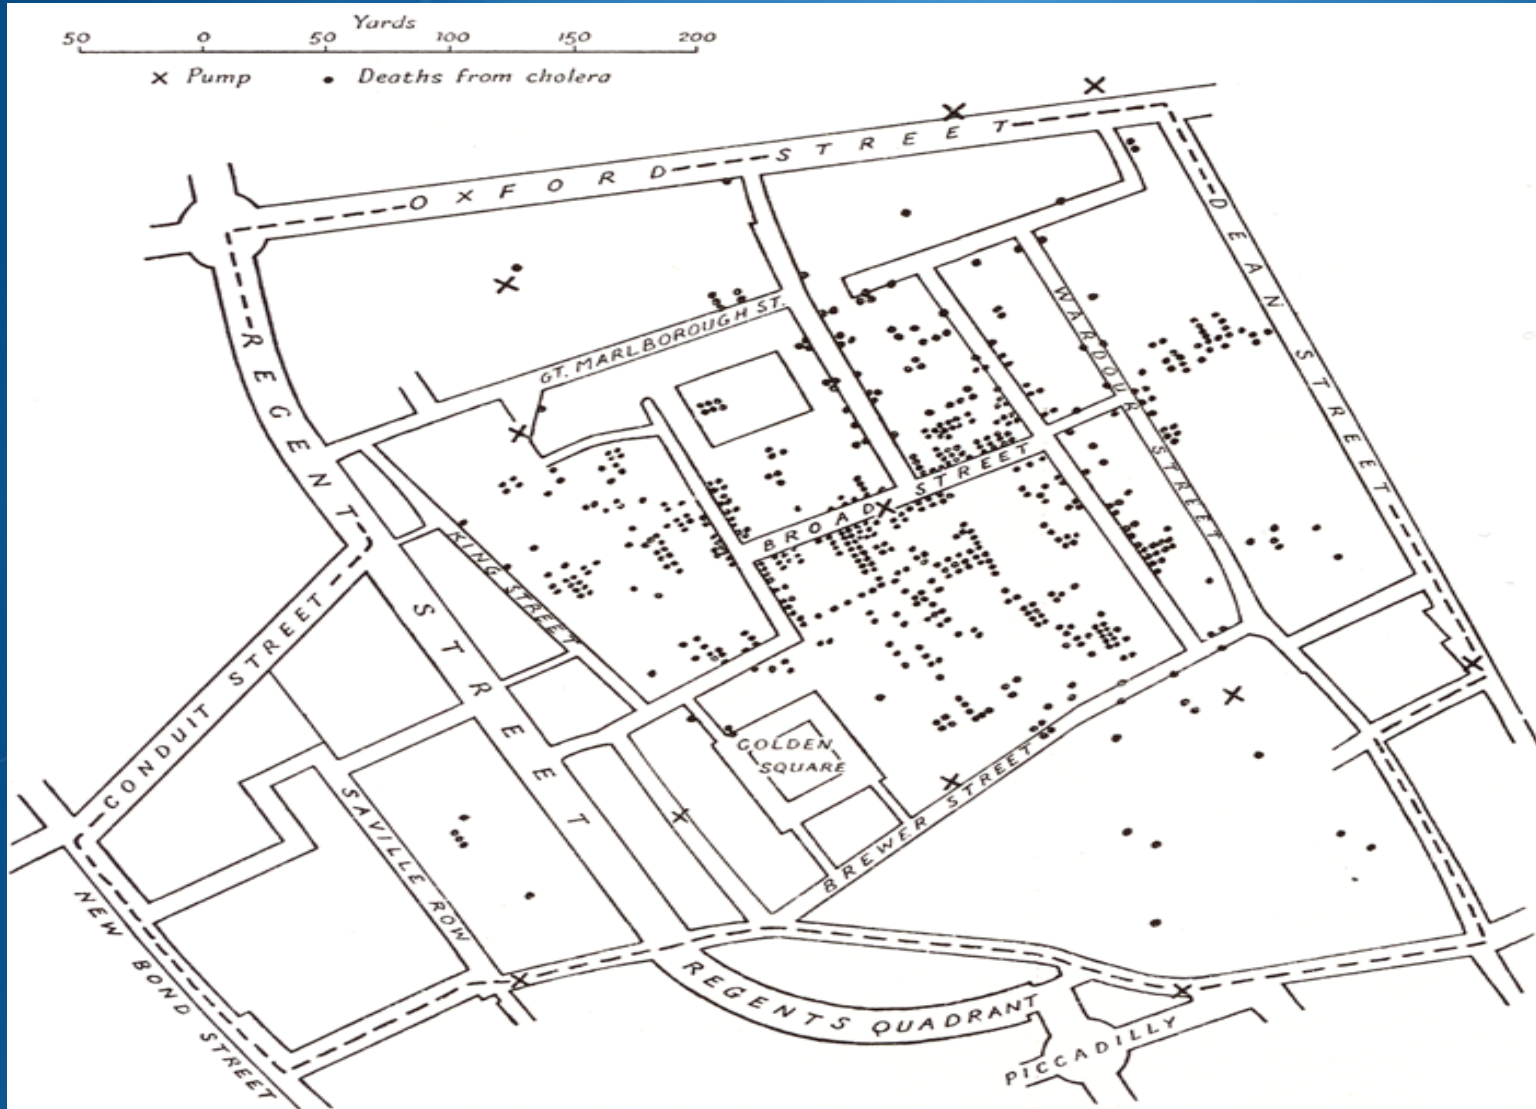 Yards
50 0 50 100 150 200
× Pump • Deaths from cholera
OXFORD STREET
DEAN STREET
REGENT STREET
GT. MARLBOROUGH ST.
WARDOUR STREET
BROAD STREET
KING STREET
CONDUIT STREET
GOLDEN
SQUARE
BREWER STREET
SAVILLE ROW
NEW BOND STREET
REGENTS QUADRANT
PICCADILLY